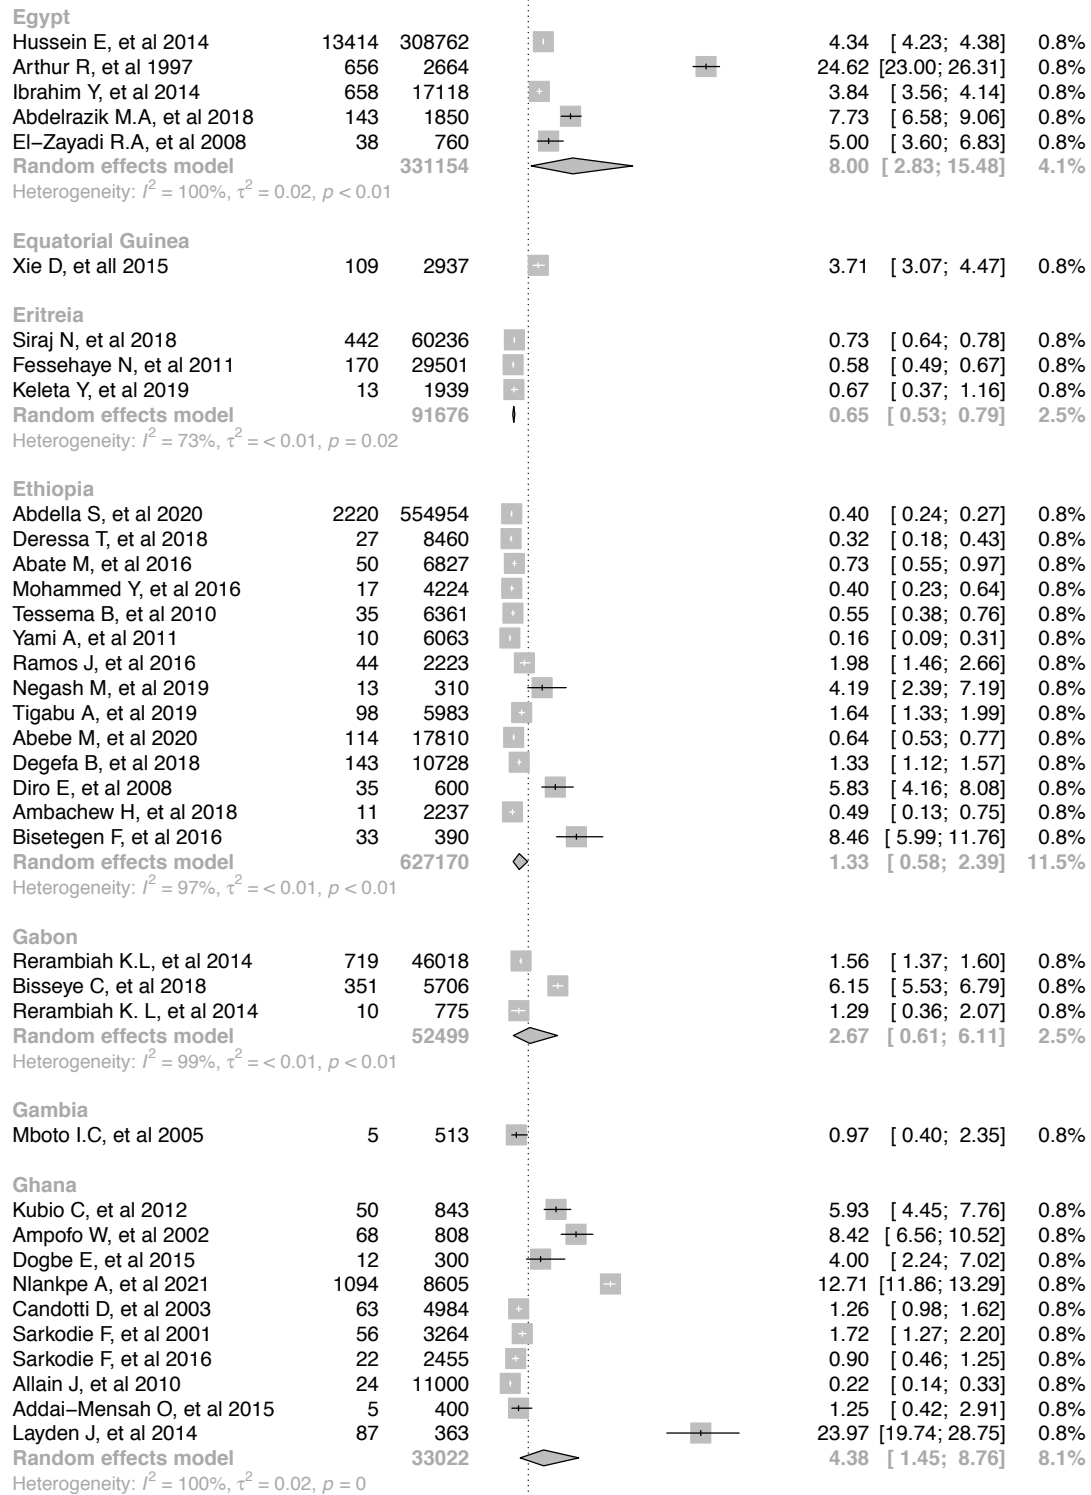 Egypt
Hussein E, et al 2014 13414 308762 4.34 [ 4.23; 4.38] 0.8%
Arthur R, et al 1997 656 2664 24.62 [23.00; 26.31] 0.8%
Ibrahim Y, et al 2014 658 17118 3.84 [ 3.56; 4.14] 0.8%
Abdelrazik M.A, et al 2018 143 1850 7.73 [ 6.58; 9.06] 0.8%
El−Zayadi R.A, et al 2008 38 760 5.00 [ 3.60; 6.83] 0.8%
Random effects model 331154 8.00 [ 2.83; 15.48] 4.1%
Heterogeneity: I² = 100%, τ² = 0.02, p < 0.01
Equatorial Guinea
Xie D, et all 2015 109 2937 3.71 [ 3.07; 4.47] 0.8%
Eritreia
Siraj N, et al 2018 442 60236 0.73 [ 0.64; 0.78] 0.8%
Fessehaye N, et al 2011 170 29501 0.58 [ 0.49; 0.67] 0.8%
Keleta Y, et al 2019 13 1939 0.67 [ 0.37; 1.16] 0.8%
Random effects model 91676 0.65 [ 0.53; 0.79] 2.5%
Heterogeneity: I² = 73%, τ² = < 0.01, p = 0.02
Ethiopia
Abdella S, et al 2020 2220 554954 0.40 [ 0.24; 0.27] 0.8%
Deressa T, et al 2018 27 8460 0.32 [ 0.18; 0.43] 0.8%
Abate M, et al 2016 50 6827 0.73 [ 0.55; 0.97] 0.8%
Mohammed Y, et al 2016 17 4224 0.40 [ 0.23; 0.64] 0.8%
Tessema B, et al 2010 35 6361 0.55 [ 0.38; 0.76] 0.8%
Yami A, et al 2011 10 6063 0.16 [ 0.09; 0.31] 0.8%
Ramos J, et al 2016 44 2223 1.98 [ 1.46; 2.66] 0.8%
Negash M, et al 2019 13 310 4.19 [ 2.39; 7.19] 0.8%
Tigabu A, et al 2019 98 5983 1.64 [ 1.33; 1.99] 0.8%
Abebe M, et al 2020 114 17810 0.64 [ 0.53; 0.77] 0.8%
Degefa B, et al 2018 143 10728 1.33 [ 1.12; 1.57] 0.8%
Diro E, et al 2008 35 600 5.83 [ 4.16; 8.08] 0.8%
Ambachew H, et al 2018 11 2237 0.49 [ 0.13; 0.75] 0.8%
Bisetegen F, et al 2016 33 390 8.46 [ 5.99; 11.76] 0.8%
Random effects model 627170 1.33 [ 0.58; 2.39] 11.5%
Heterogeneity: I² = 97%, τ² = < 0.01, p < 0.01
Gabon
Rerambiah K.L, et al 2014 719 46018 1.56 [ 1.37; 1.60] 0.8%
Bisseye C, et al 2018 351 5706 6.15 [ 5.53; 6.79] 0.8%
Rerambiah K. L, et al 2014 10 775 1.29 [ 0.36; 2.07] 0.8%
Random effects model 52499 2.67 [ 0.61; 6.11] 2.5%
Heterogeneity: I² = 99%, τ² = < 0.01, p < 0.01
Gambia
Mboto I.C, et al 2005 5 513 0.97 [ 0.40; 2.35] 0.8%
Ghana
Kubio C, et al 2012 50 843 5.93 [ 4.45; 7.76] 0.8%
Ampofo W, et al 2002 68 808 8.42 [ 6.56; 10.52] 0.8%
Dogbe E, et al 2015 12 300 4.00 [ 2.24; 7.02] 0.8%
Nlankpe A, et al 2021 1094 8605 12.71 [11.86; 13.29] 0.8%
Candotti D, et al 2003 63 4984 1.26 [ 0.98; 1.62] 0.8%
Sarkodie F, et al 2001 56 3264 1.72 [ 1.27; 2.20] 0.8%
Sarkodie F, et al 2016 22 2455 0.90 [ 0.46; 1.25] 0.8%
Allain J, et al 2010 24 11000 0.22 [ 0.14; 0.33] 0.8%
Addai−Mensah O, et al 2015 5 400 1.25 [ 0.42; 2.91] 0.8%
Layden J, et al 2014 87 363 23.97 [19.74; 28.75] 0.8%
Random effects model 33022 4.38 [ 1.45; 8.76] 8.1%
Heterogeneity: I² = 100%, τ² = 0.02, p = 0